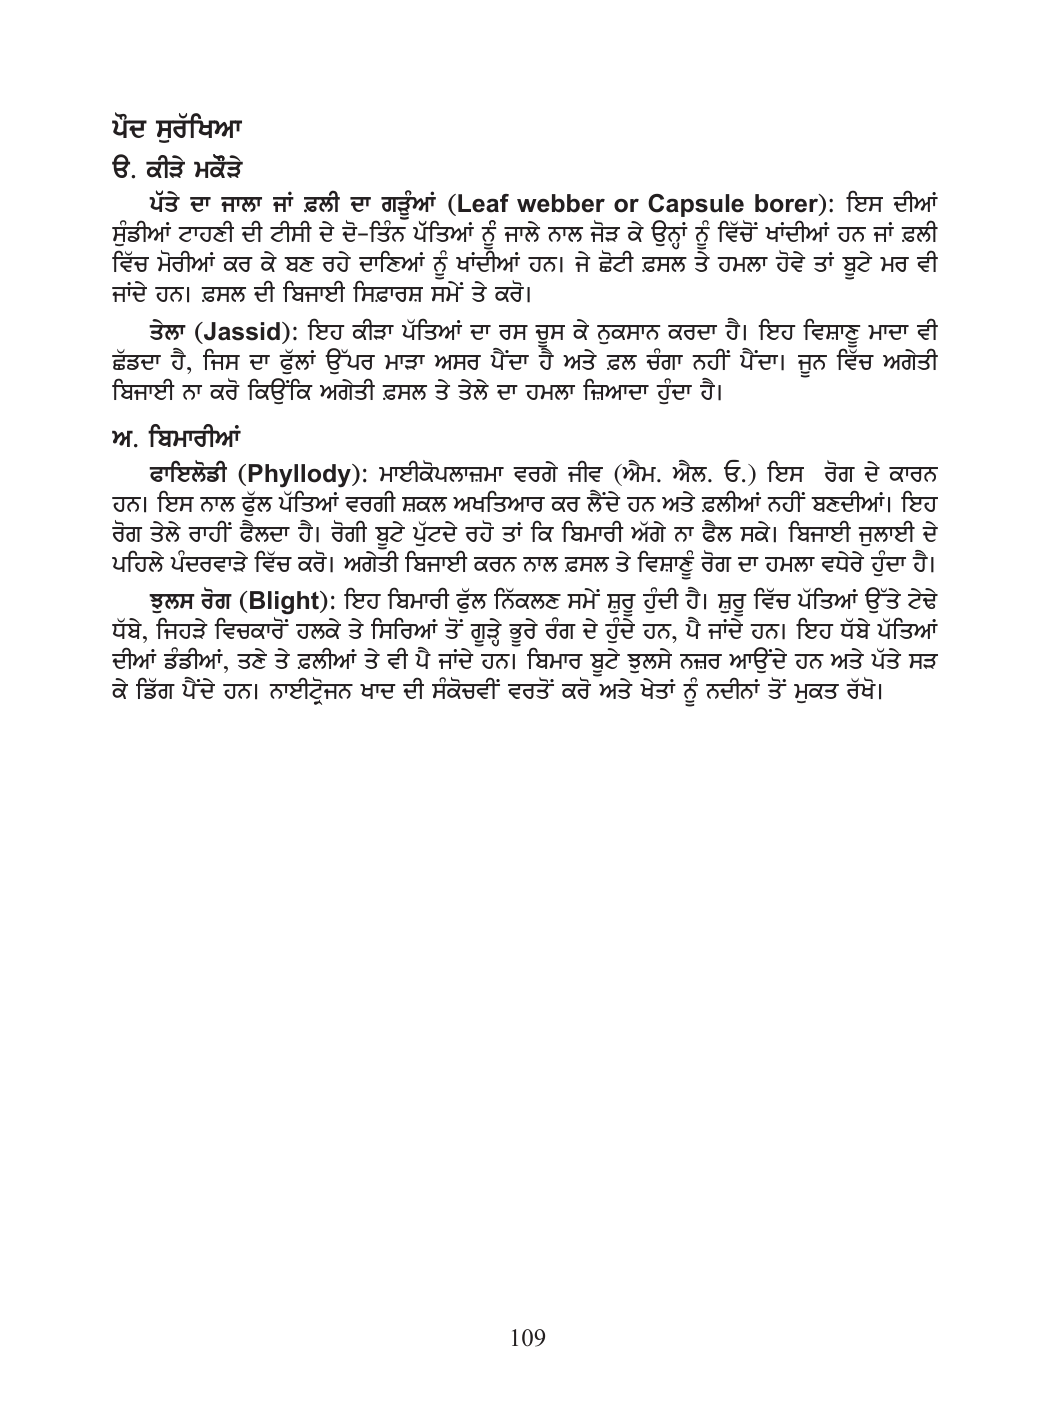 ਪੌਦ ਸੁਰੱਖਿਆ
ੳ. ਕੀੜੇ ਮਕੌੜੇ
ਪੱਤੇ ਦਾ ਜਾਲਾ ਜਾਂ ਫ਼ਲੀ ਦਾ ਗੜੂੰਆਂ (Leaf webber or Capsule borer): ਇਸ ਦੀਆਂ
ਸੁੰਡੀਆਂ ਟਾਹਣੀ ਦੀ ਟੀਸੀ ਦੇ ਦੋ-ਤਿੰਨ ਪੱਤਿਆਂ ਨੂੰ ਜਾਲੇ ਨਾਲ ਜੋੜ ਕੇ ਉਨ੍ਹਾਂ ਨੂੰ ਵਿੱਚੋਂ ਖਾਂਦੀਆਂ ਹਨ ਜਾਂ ਫ਼ਲੀ
ਵਿੱਚ ਮੋਰੀਆਂ ਕਰ ਕੇ ਬਣ ਰਹੇ ਦਾਣਿਆਂ ਨੂੰ ਖਾਂਦੀਆਂ ਹਨ। ਜੇ ਛੋਟੀ ਫ਼ਸਲ ਤੇ ਹਮਲਾ ਹੋਵੇ ਤਾਂ ਬੂਟੇ ਮਰ ਵੀ
ਜਾਂਦੇ ਹਨ। ਫ਼ਸਲ ਦੀ ਬਿਜਾਈ ਸਿਫ਼ਾਰਸ਼ ਸਮੇਂ ਤੇ ਕਰੋ।
ਤੇਲਾ (Jassid): ਇਹ ਕੀੜਾ ਪੱਤਿਆਂ ਦਾ ਰਸ ਚੂਸ ਕੇ ਨੁਕਸਾਨ ਕਰਦਾ ਹੈ। ਇਹ ਵਿਸ਼ਾਣੂ ਮਾਦਾ ਵੀ
ਛੱਡਦਾ ਹੈ, ਜਿਸ ਦਾ ਫੁੱਲਾਂ ਉੱਪਰ ਮਾੜਾ ਅਸਰ ਪੈਂਦਾ ਹੈ ਅਤੇ ਫ਼ਲ ਚੰਗਾ ਨਹੀਂ ਪੈਂਦਾ। ਜੂਨ ਵਿੱਚ ਅਗੇਤੀ
ਬਿਜਾਈ ਨਾ ਕਰੋ ਕਿਉਂਕਿ ਅਗੇਤੀ ਫ਼ਸਲ ਤੇ ਤੇਲੇ ਦਾ ਹਮਲਾ ਜ਼ਿਆਦਾ ਹੁੰਦਾ ਹੈ।
ਅ. ਬਿਮਾਰੀਆਂ
ਫਾਇਲੋਡੀ (Phyllody): ਮਾਈਕੋਪਲਾਜ਼ਮਾ ਵਰਗੇ ਜੀਵ (ਐਮ. ਐਲ. ਓ.) ਇਸ ਰੋਗ ਦੇ ਕਾਰਨ
ਹਨ। ਇਸ ਨਾਲ ਫੁੱਲ ਪੱਤਿਆਂ ਵਰਗੀ ਸ਼ਕਲ ਅਖਤਿਆਰ ਕਰ ਲੈਂਦੇ ਹਨ ਅਤੇ ਫ਼ਲੀਆਂ ਨਹੀਂ ਬਣਦੀਆਂ। ਇਹ
ਰੋਗ ਤੇਲੇ ਰਾਹੀਂ ਫੈਲਦਾ ਹੈ। ਰੋਗੀ ਬੂਟੇ ਪੁੱਟਦੇ ਰਹੋ ਤਾਂ ਕਿ ਬਿਮਾਰੀ ਅੱਗੇ ਨਾ ਫੈਲ ਸਕੇ। ਬਿਜਾਈ ਜੁਲਾਈ ਦੇ
ਪਹਿਲੇ ਪੰਦਰਵਾੜੇ ਵਿੱਚ ਕਰੋ। ਅਗੇਤੀ ਬਿਜਾਈ ਕਰਨ ਨਾਲ ਫ਼ਸਲ ਤੇ ਵਿਸ਼ਾਣੂੰ ਰੋਗ ਦਾ ਹਮਲਾ ਵਧੇਰੇ ਹੁੰਦਾ ਹੈ।
ਝੁਲਸ ਰੋਗ (Blight): ਇਹ ਬਿਮਾਰੀ ਫੁੱਲ ਨਿੱਕਲਣ ਸਮੇਂ ਸ਼ੁਰੂ ਹੁੰਦੀ ਹੈ। ਸ਼ੁਰੂ ਵਿੱਚ ਪੱਤਿਆਂ ਉੱਤੇ ਟੇਢੇ
ਧੱਬੇ, ਜਿਹੜੇ ਵਿਚਕਾਰੋਂ ਹਲਕੇ ਤੇ ਸਿਰਿਆਂ ਤੋਂ ਗੂੜ੍ਹੇ ਭੂਰੇ ਰੰਗ ਦੇ ਹੁੰਦੇ ਹਨ, ਪੈ ਜਾਂਦੇ ਹਨ। ਇਹ ਧੱਬੇ ਪੱਤਿਆਂ
ਦੀਆਂ ਡੰਡੀਆਂ, ਤਣੇ ਤੇ ਫ਼ਲੀਆਂ ਤੇ ਵੀ ਪੈ ਜਾਂਦੇ ਹਨ। ਬਿਮਾਰ ਬੂਟੇ ਝੁਲਸੇ ਨਜ਼ਰ ਆਉਂਦੇ ਹਨ ਅਤੇ ਪੱਤੇ ਸੜ
ਕੇ ਡਿੱਗ ਪੈਂਦੇ ਹਨ। ਨਾਈਟ੍ਰੋਜਨ ਖਾਦ ਦੀ ਸੰਕੋਚਵੀਂ ਵਰਤੋਂ ਕਰੋ ਅਤੇ ਖੇਤਾਂ ਨੂੰ ਨਦੀਨਾਂ ਤੋਂ ਮੁਕਤ ਰੱਖੋ।
109